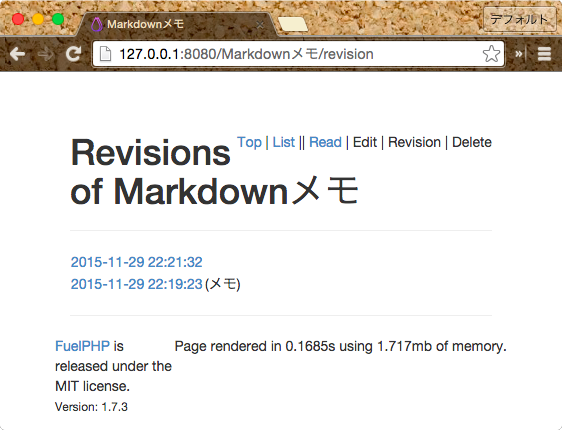 Markdownメモ
デフォルト
127.0.0.1:8080/Markdownメモ/revision
Top | List || Read | Edit | Revision | Delete
Revisions
of Markdownメモ
2015-11-29 22:21:32
2015-11-29 22:19:23 (メモ)
FuelPHP is
released under the
MIT license.
Version: 1.7.3
Page rendered in 0.1685s using 1.717mb of memory.